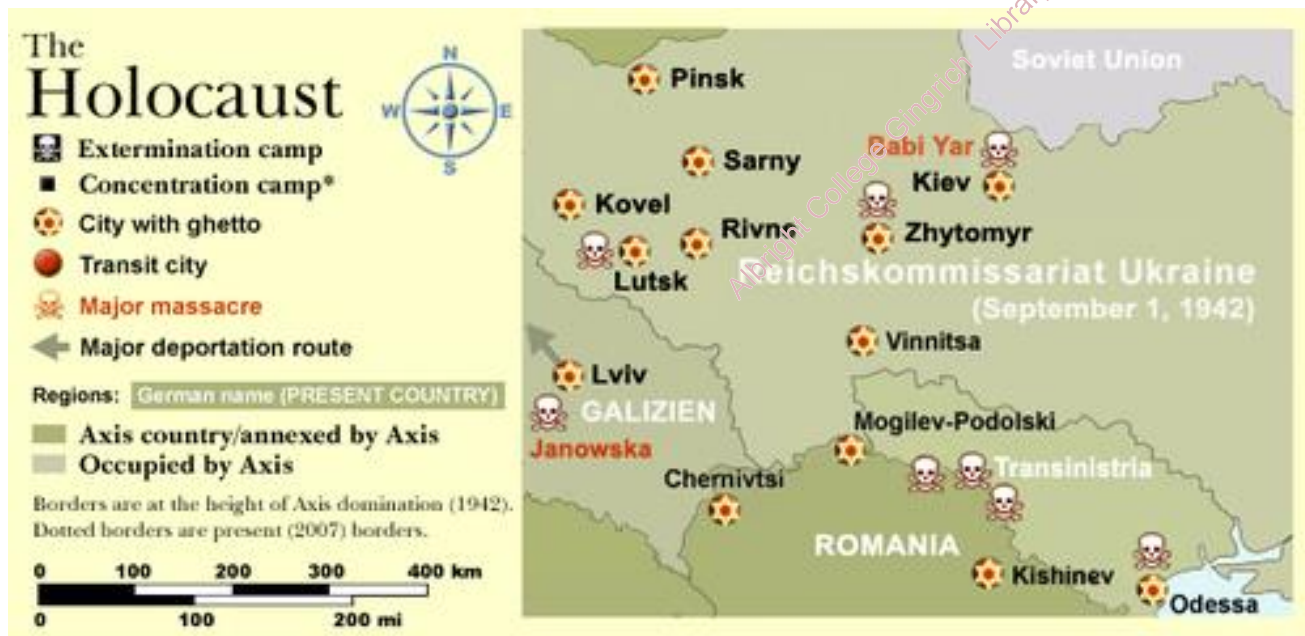 The
Holocaust
N
W E
S
Extermination camp
Concentration camp*
City with ghetto
Transit city
Major massacre
Major deportation route
Regions: German name (PRESENT COUNTRY)
Axis country/annexed by Axis
Occupied by Axis
Borders are at the height of Axis domination (1942).
Dotted borders are present (2007) borders.
0 100 200 300 400 km
0 100 200 mi
Soviet Union
Pinsk
Babi Yar
Sarny
Kiev
Kovel
Rivne
Zhytomyr
Lutsk
Reichskommissariat Ukraine
(September 1, 1942)
Vinnitsa
Lviv
GALIZIEN
Janowska
Mogilev-Podolski
Transinistria
Chernivtsi
ROMANIA
Kishinev
Odessa
Albright College Gingrich